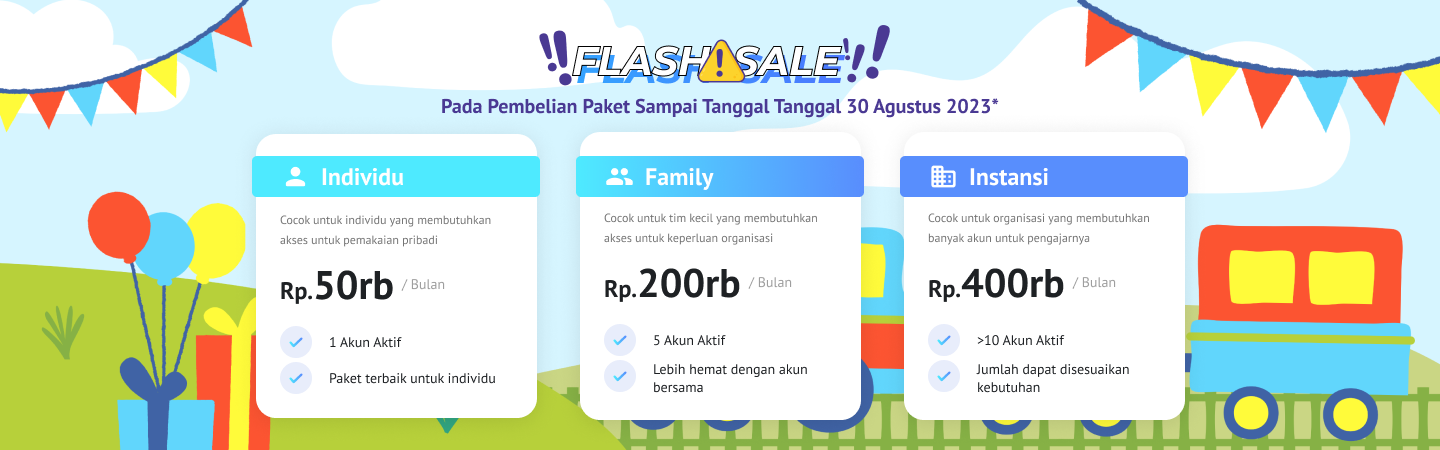 !! FLASH ! SALE !! !
Pada Pembelian Paket Sampai Tanggal Tanggal 30 Agustus 2023*
Individu
Cocok untuk individu yang membutuhkan
akses untuk pemakaian pribadi
Rp.50rb / Bulan
1 Akun Aktif
Paket terbaik untuk individu
Family
Cocok untuk tim kecil yang membutuhkan
akses untuk keperluan organisasi
Rp.200rb / Bulan
5 Akun Aktif
Lebih hemat dengan akun
bersama
Instansi
Cocok untuk organisasi yang membutuhkan
banyak akun untuk pengajarnya
Rp.400rb / Bulan
>10 Akun Aktif
Jumlah dapat disesuaikan
kebutuhan